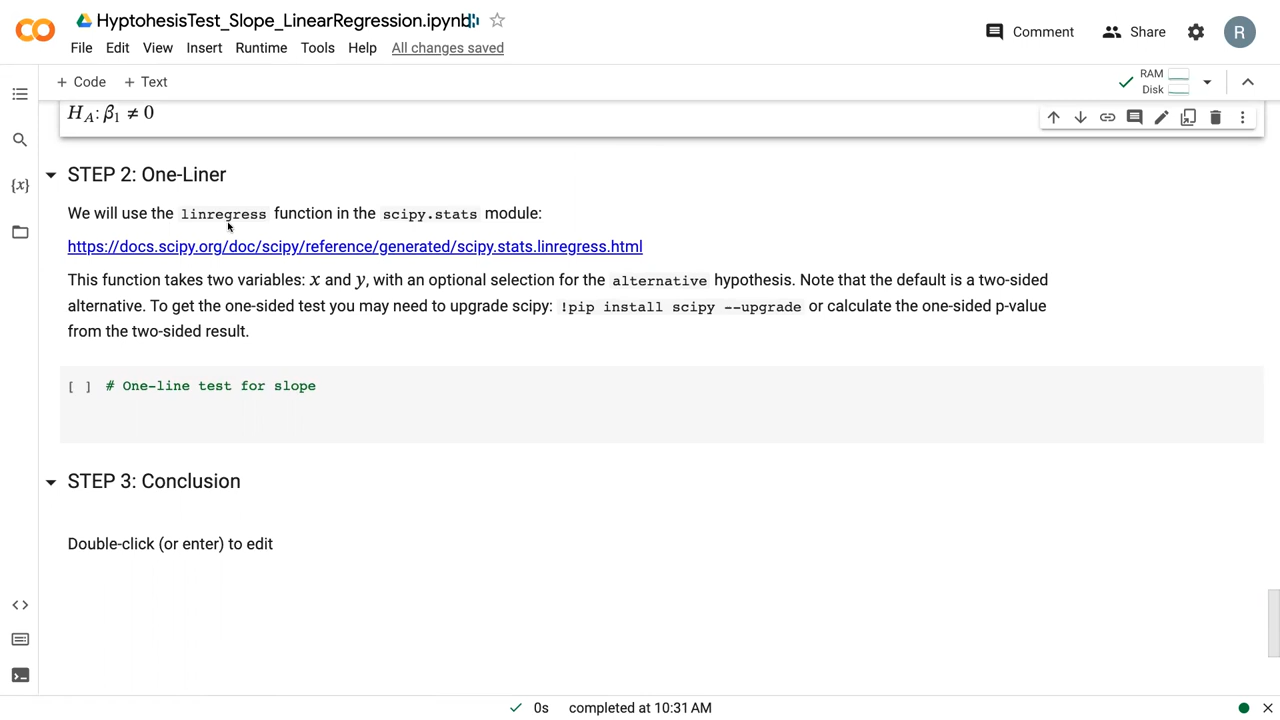 HyptohesisTest_Slope_LinearRegression.ipynb
File Edit View Insert Runtime Tools Help All changes saved
Comment Share R
+ Code + Text
RAM
Disk
H_A: β₁ ≠ 0
STEP 2: One-Liner
We will use the linregress function in the scipy.stats module:
https://docs.scipy.org/doc/scipy/reference/generated/scipy.stats.linregress.html
This function takes two variables: x and y, with an optional selection for the alternative hypothesis. Note that the default is a two-sided
alternative. To get the one-sided test you may need to upgrade scipy: !pip install scipy --upgrade or calculate the one-sided p-value
from the two-sided result.
[ ] # One-line test for slope
STEP 3: Conclusion
Double-click (or enter) to edit
0s completed at 10:31 AM